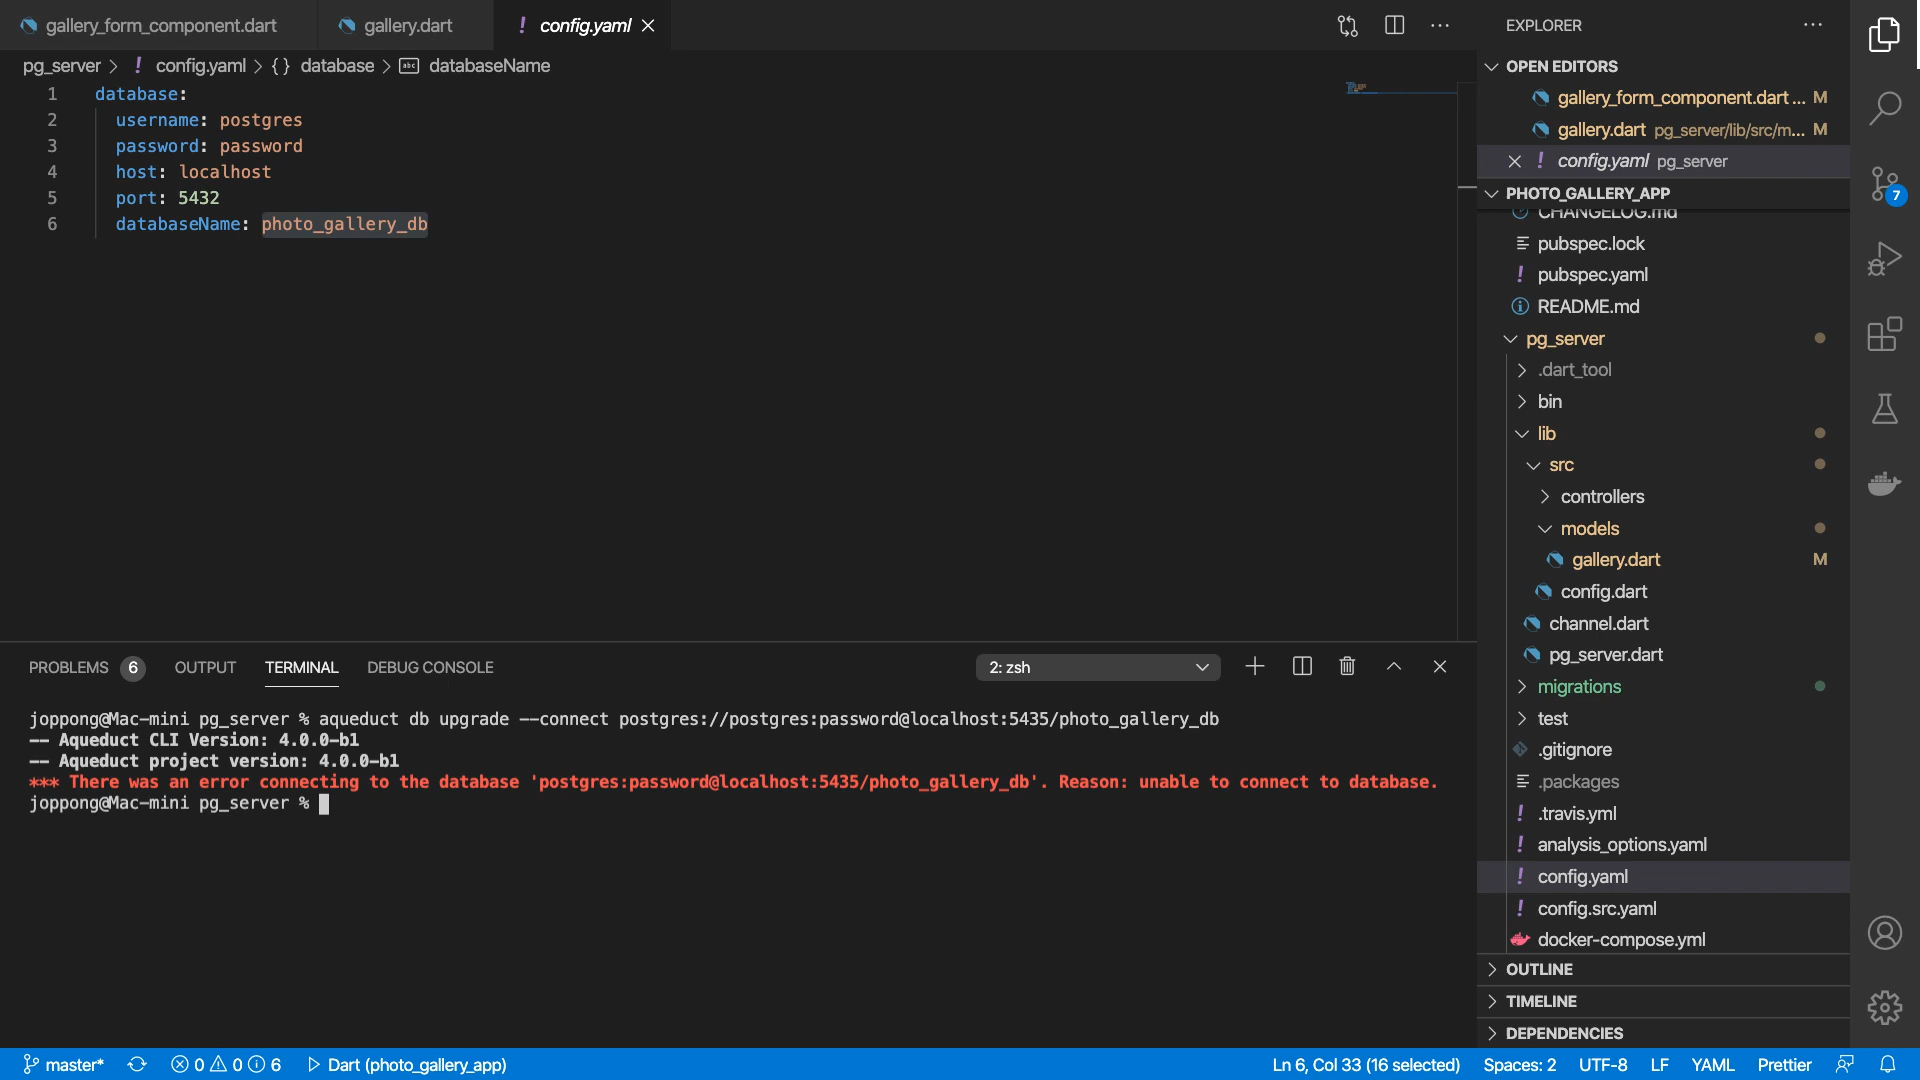 gallery_form_component.dart
gallery.dart
! config.yaml
pg_server > ! config.yaml > {} database > abc databaseName
1 database:
2 username: postgres
3 password: password
4 host: localhost
5 port: 5432
6 databaseName: photo_gallery_db
PROBLEMS 6 OUTPUT TERMINAL DEBUG CONSOLE 2: zsh
joppong@Mac-mini pg_server % aqueduct db upgrade --connect postgres://postgres:password@localhost:5435/photo_gallery_db
-- Aqueduct CLI Version: 4.0.0-b1
-- Aqueduct project version: 4.0.0-b1
*** There was an error connecting to the database 'postgres:password@localhost:5435/photo_gallery_db'. Reason: unable to connect to database.
joppong@Mac-mini pg_server %
EXPLORER
OPEN EDITORS
gallery_form_component.dart ... M
gallery.dart pg_server/lib/src/m... M
! config.yaml pg_server
PHOTO_GALLERY_APP
CHANGELOG.md
pubspec.lock
! pubspec.yaml
README.md
pg_server
.dart_tool
bin
lib
src
controllers
models
gallery.dart M
config.dart
channel.dart
pg_server.dart
migrations
test
.gitignore
.packages
! .travis.yml
! analysis_options.yaml
! config.yaml
! config.src.yaml
docker-compose.yml
OUTLINE
TIMELINE
DEPENDENCIES
7
master* 0 0 6 Dart (photo_gallery_app) Ln 6, Col 33 (16 selected) Spaces: 2 UTF-8 LF YAML Prettier